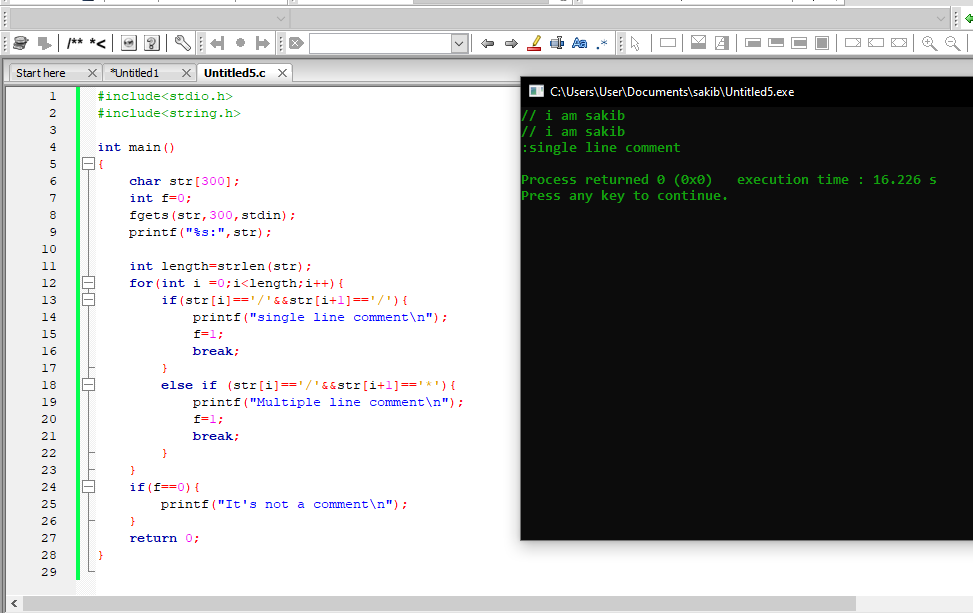 /** *<
Aa .*
Start here
*Untitled1
Untitled5.c
1 #include<stdio.h>
2 #include<string.h>
3
4 int main()
5 {
6 char str[300];
7 int f=0;
8 fgets(str,300,stdin);
9 printf("%s:",str);
10
11 int length=strlen(str);
12 for(int i =0;i<length;i++){
13 if(str[i]=='/'&&str[i+1]=='/'){
14 printf("single line comment\n");
15 f=1;
16 break;
17 }
18 else if (str[i]=='/'&&str[i+1]=='*'){
19 printf("Multiple line comment\n");
20 f=1;
21 break;
22 }
23 }
24 if(f==0){
25 printf("It's not a comment\n");
26 }
27 return 0;
28 }
29
C:\Users\User\Documents\sakib\Untitled5.exe
// i am sakib
// i am sakib
:single line comment
Process returned 0 (0x0) execution time : 16.226 s
Press any key to continue.